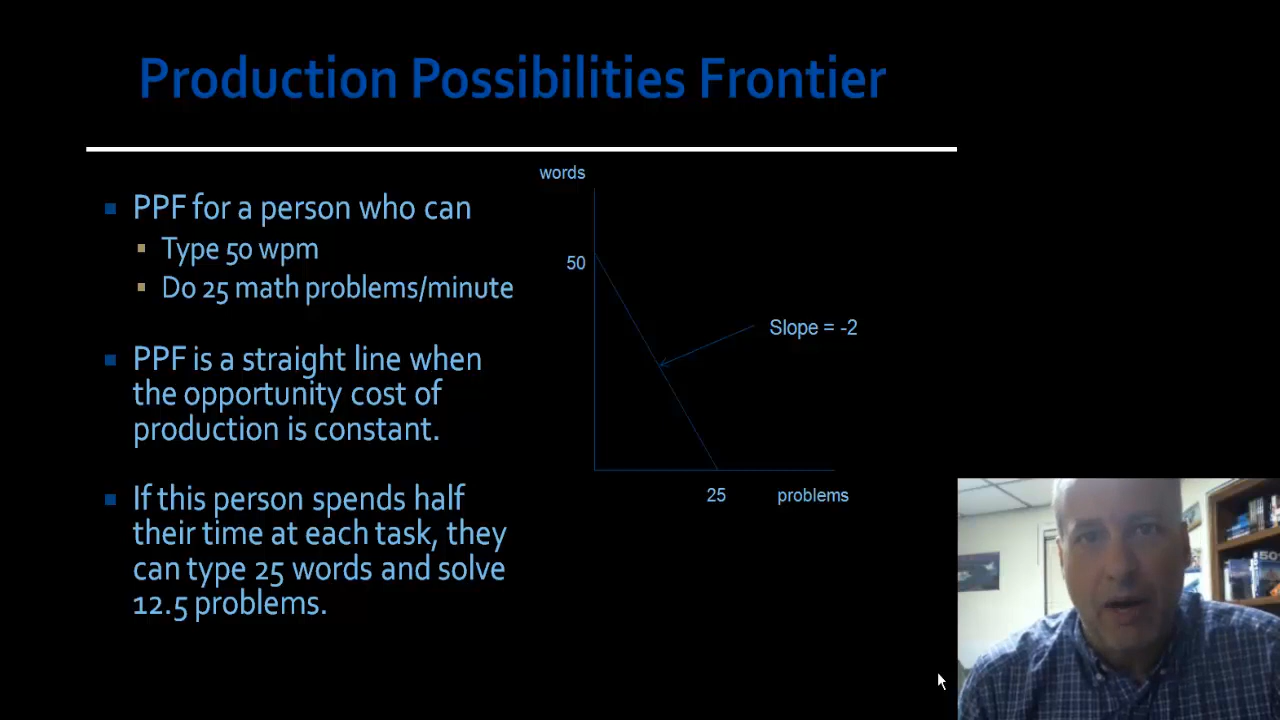 Production Possibilities Frontier
PPF for a person who can
Type 50 wpm
Do 25 math problems/minute
PPF is a straight line when
the opportunity cost of
production is constant.
If this person spends half
their time at each task, they
can type 25 words and solve
12.5 problems.
words
50
Slope = -2
25
problems